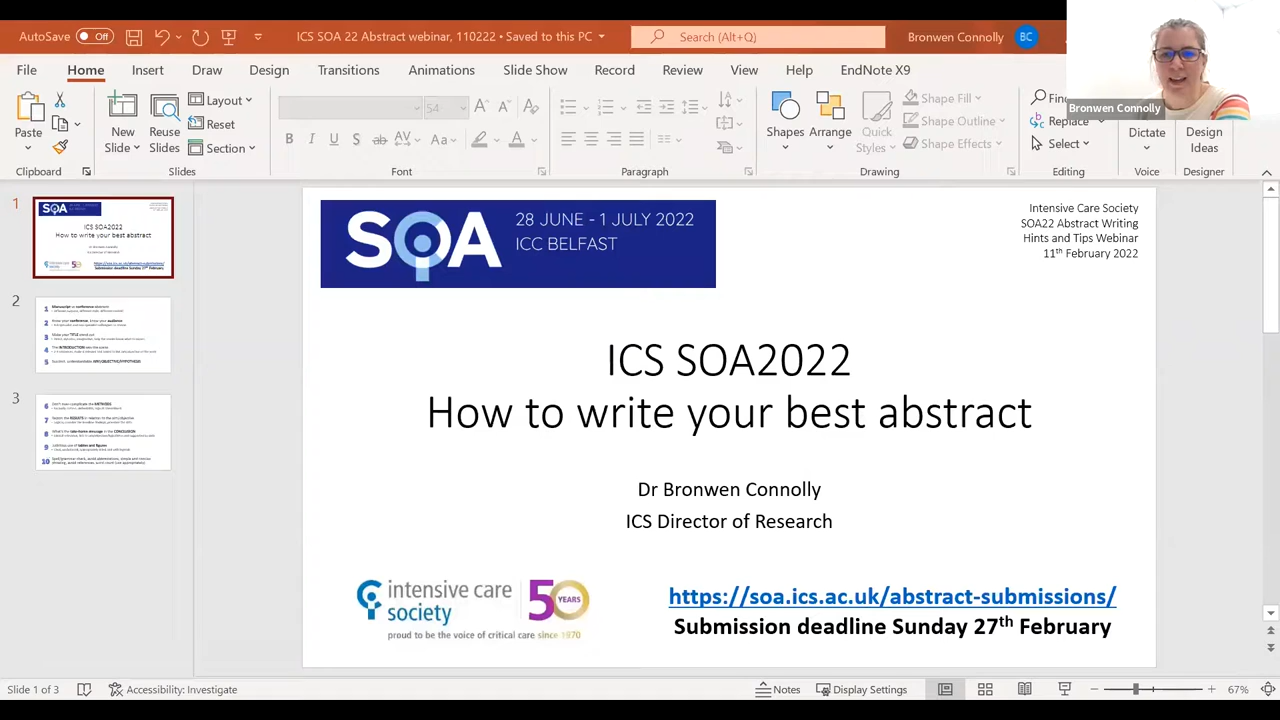 AutoSave Off ICS SOA 22 Abstract webinar, 110222 • Saved to this PC Search (Alt+Q) Bronwen Connolly BC
File Home Insert Draw Design Transitions Animations Slide Show Record Review View Help EndNote X9
Bronwen Connolly
Paste
Clipboard
New Slide
Reuse Slides
Layout
Reset
Section
Slides
54
Font
Paragraph
Shapes
Arrange
Quick Styles
Shape Fill
Shape Outline
Shape Effects
Drawing
Replace
Select
Editing
Dictate
Voice
Design Ideas
Designer
1
2
3
SOA
28 JUNE - 1 JULY 2022
ICC BELFAST
Intensive Care Society
SOA22 Abstract Writing
Hints and Tips Webinar
11th February 2022
ICS SOA2022
How to write your best abstract
Dr Bronwen Connolly
ICS Director of Research
intensive care society
50 YEARS
proud to be the voice of critical care since 1970
https://soa.ics.ac.uk/abstract-submissions/
Submission deadline Sunday 27th February
Slide 1 of 3 Accessibility: Investigate Notes Display Settings 67%